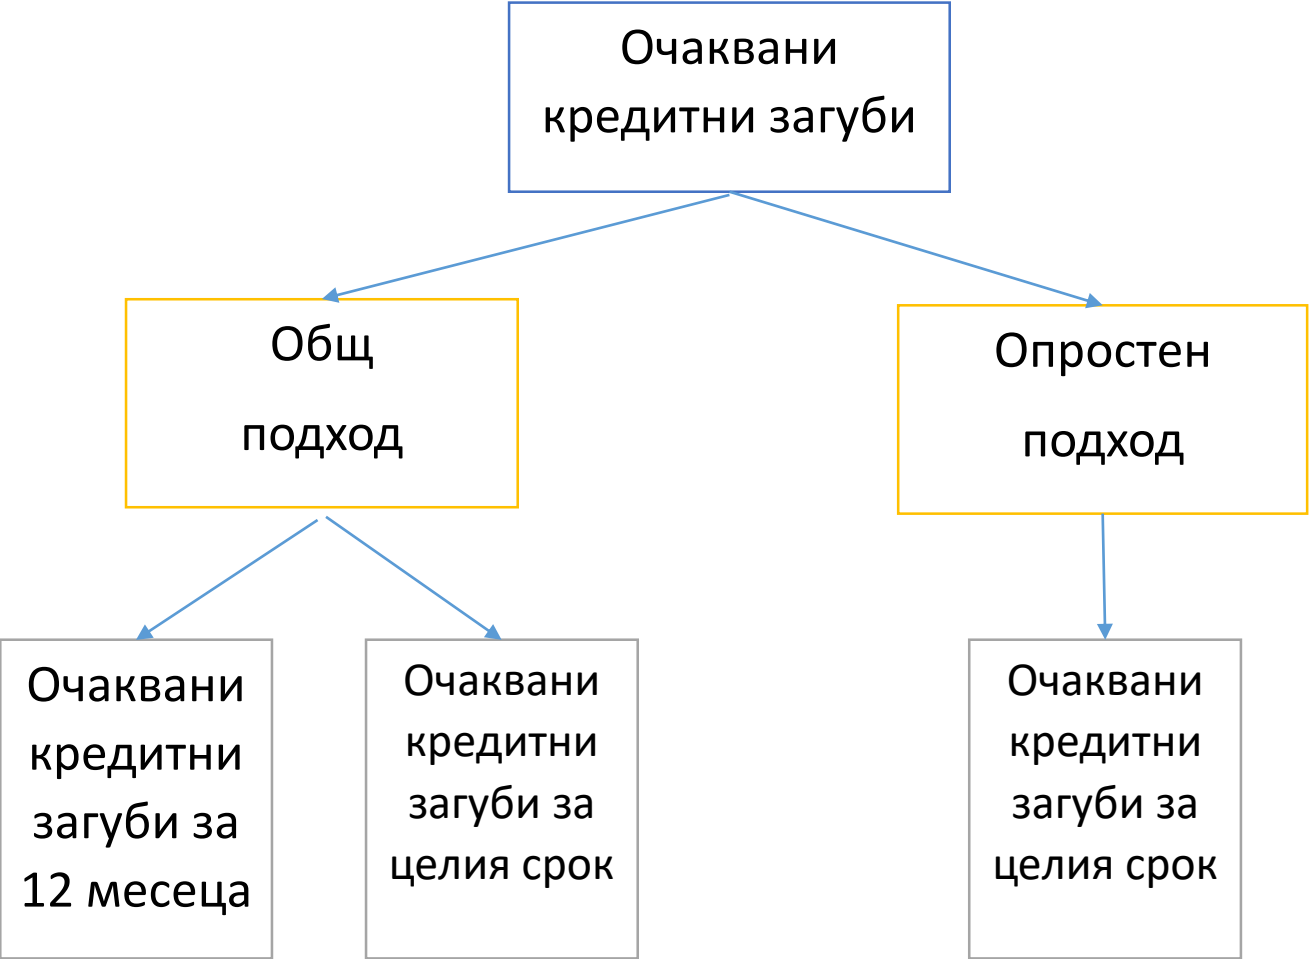 Очаквани
кредитни загуби
Общ
подход
Опростен
подход
Очаквани
кредитни
загуби за
12 месеца
Очаквани
кредитни
загуби за
целия срок
Очаквани
кредитни
загуби за
целия срок